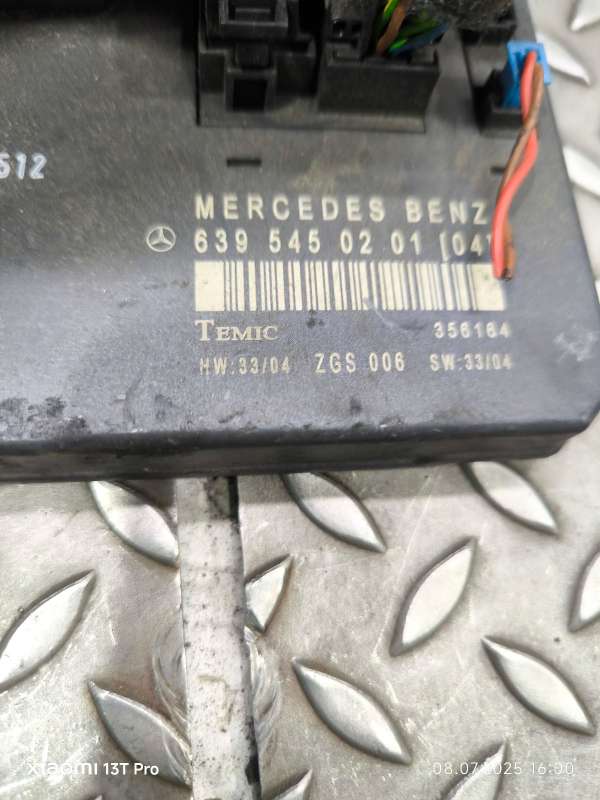 512
MERCEDES BENZ
639 545 02 01 [04]
TEMIC 356164
HW:33/04 ZGS 006 SW:33/04
XIAOMI 13T Pro 08.07.2025 16:00